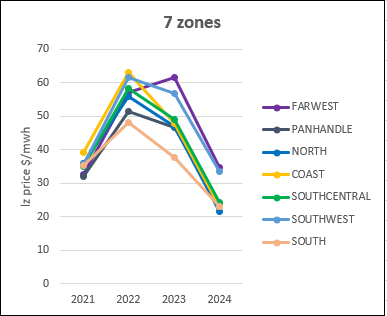 7 zones
lz price $/mwh
70
60
50
40
30
20
10
0
2021 2022 2023 2024
FARWEST
PANHANDLE
NORTH
COAST
SOUTHCENTRAL
SOUTHWEST
SOUTH